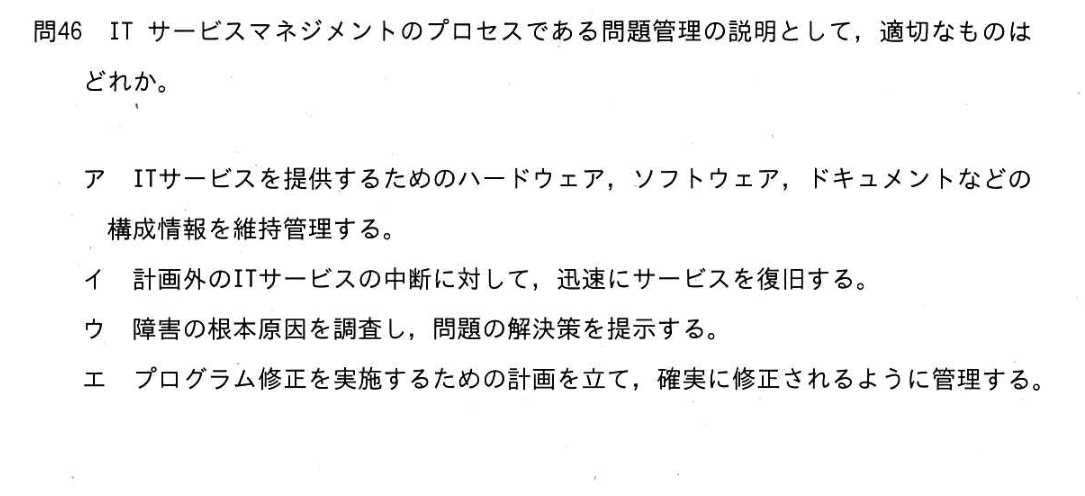 問46 IT サービスマネジメントのプロセスである問題管理の説明として，適切なものは
どれか。
ア ITサービスを提供するためのハードウェア，ソフトウェア，ドキュメントなどの
構成情報を維持管理する。
イ 計画外のITサービスの中断に対して，迅速にサービスを復旧する。
ウ 障害の根本原因を調査し，問題の解決策を提示する。
エ プログラム修正を実施するための計画を立て，確実に修正されるように管理する。